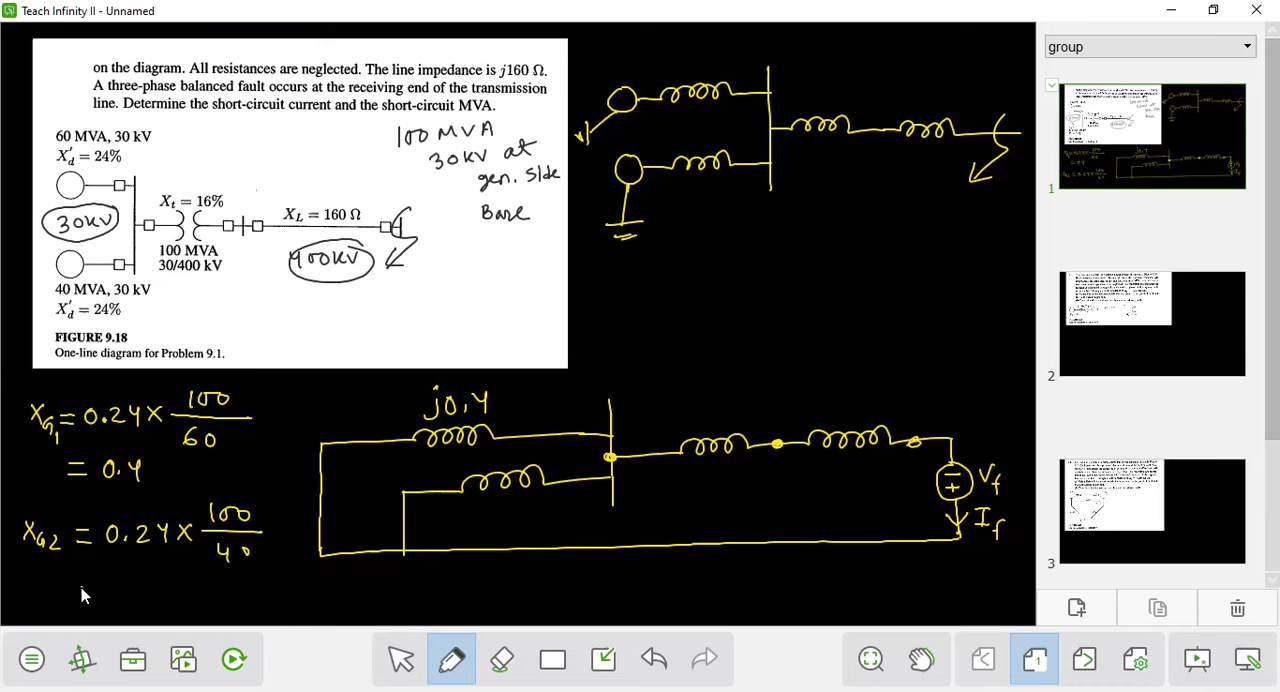 Teach Infinity II - Unnamed
on the diagram. All resistances are neglected. The line impedance is j160 Ω.
A three-phase balanced fault occurs at the receiving end of the transmission
line. Determine the short-circuit current and the short-circuit MVA.
60 MVA, 30 kV
X'd = 24%
30kV
Xt = 16%
100 MVA
30/400 kV
XL = 160 Ω
400kV
40 MVA, 30 kV
X'd = 24%
FIGURE 9.18
One-line diagram for Problem 9.1.
100 MVA
30kV at
gen. side
Base
XG1 = 0.24 × 100/60
= 0.4
XG2 = 0.24 × 100/40
j0.4
Vf
If
group
1
2
3
1